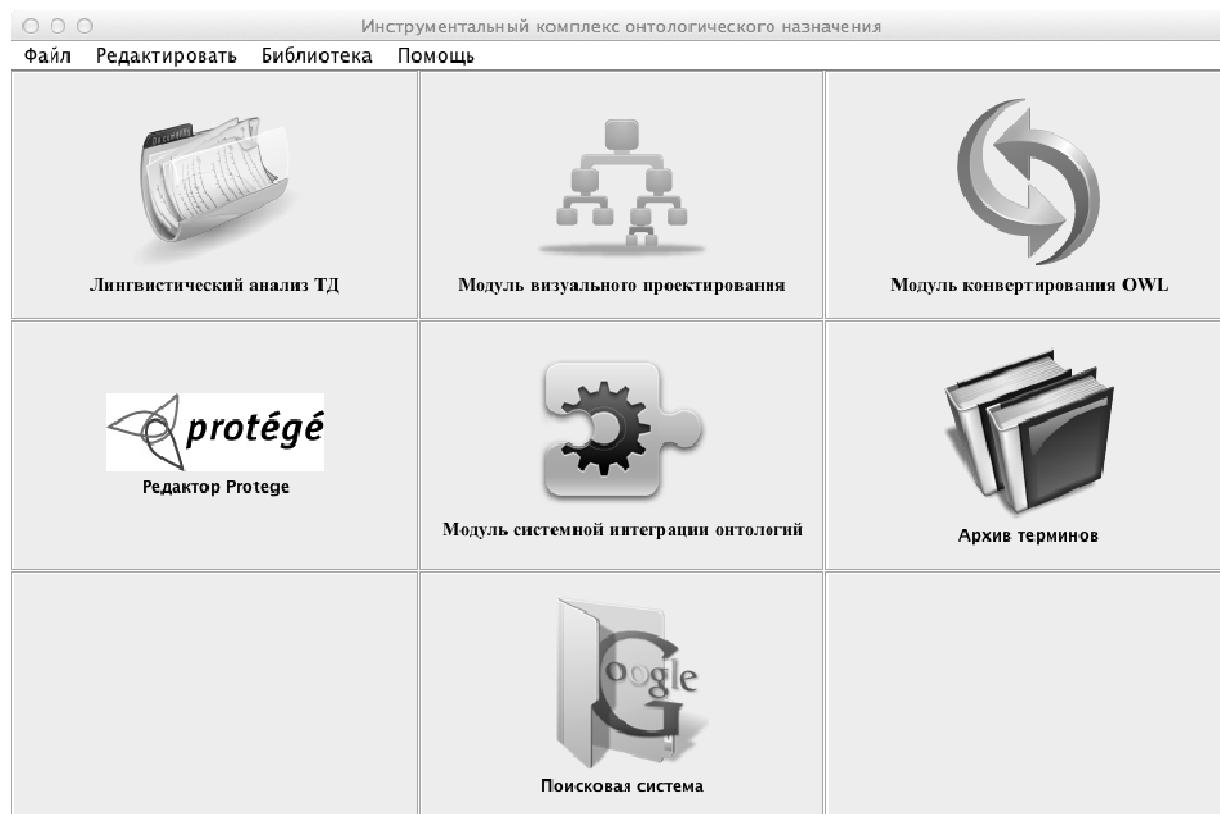 Инструментальный комплекс онтологического назначения
Файл Редактировать Библиотека Помощь
Лингвистический анализ ТД
Модуль визуального проектирования
Модуль конвертирования OWL
protégé
Редактор Protege
Модуль системной интеграции онтологий
Архив терминов
Google
Поисковая система